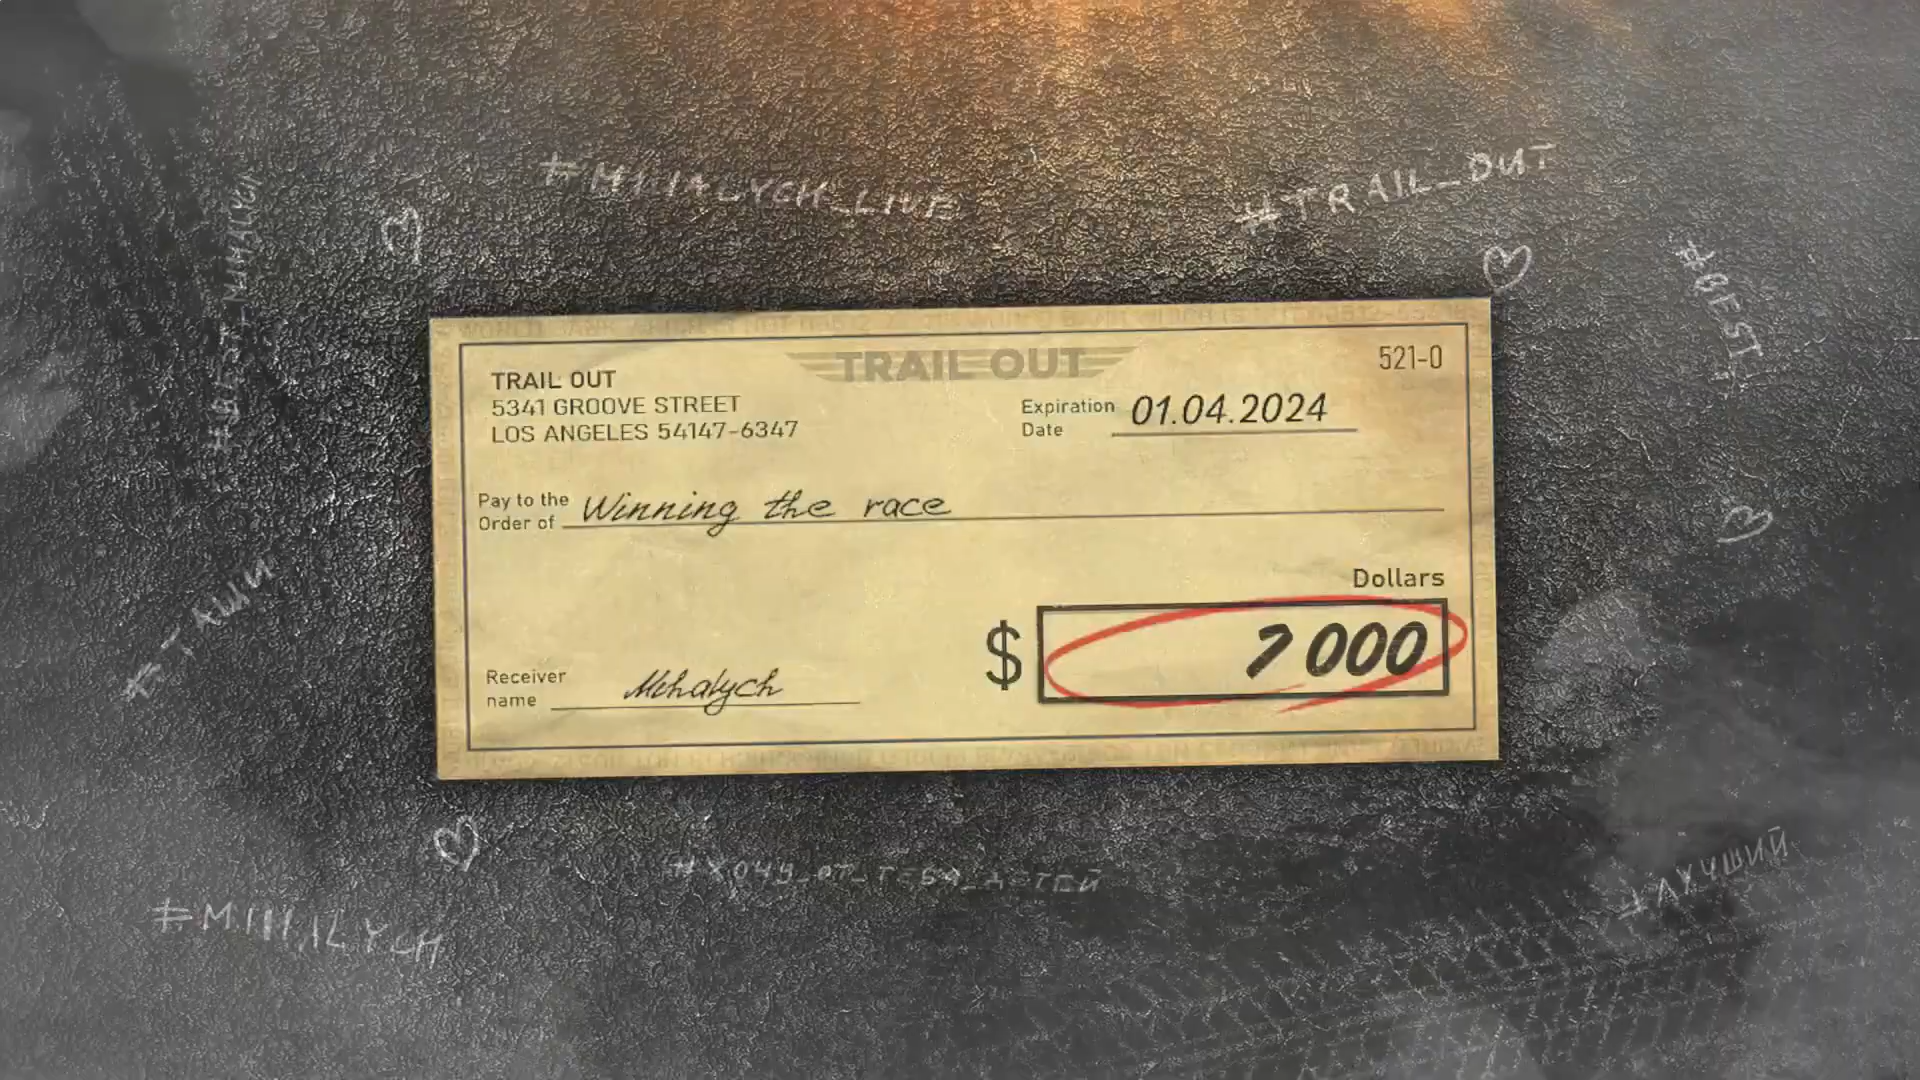 #MIHALYCH_LIVE
#TRAIL_OUT
#BEST_MIHALYCH
#BEST
TRAIL OUT
521-0
TRAIL OUT
5341 GROOVE STREET
LOS ANGELES 54147-6347
Expiration
Date
01.04.2024
Pay to the
Order of
Winning the race
Dollars
$ 7 000
Receiver
name
Mihalych
#ТАЩИ
#ХОЧУ_ОТ_ТЕБЯ_ДЕТЕЙ
#ЛУЧШИЙ
#MIHALYCH